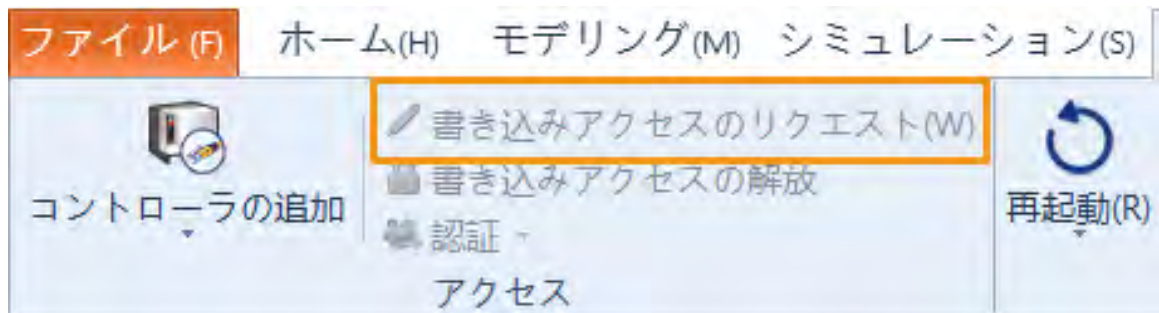 ファイル (F) ホーム(H) モデリング(M) シミュレーション(S)
書き込みアクセスのリクエスト(W)
書き込みアクセスの解放
コントローラの追加
認証
アクセス
再起動(R)